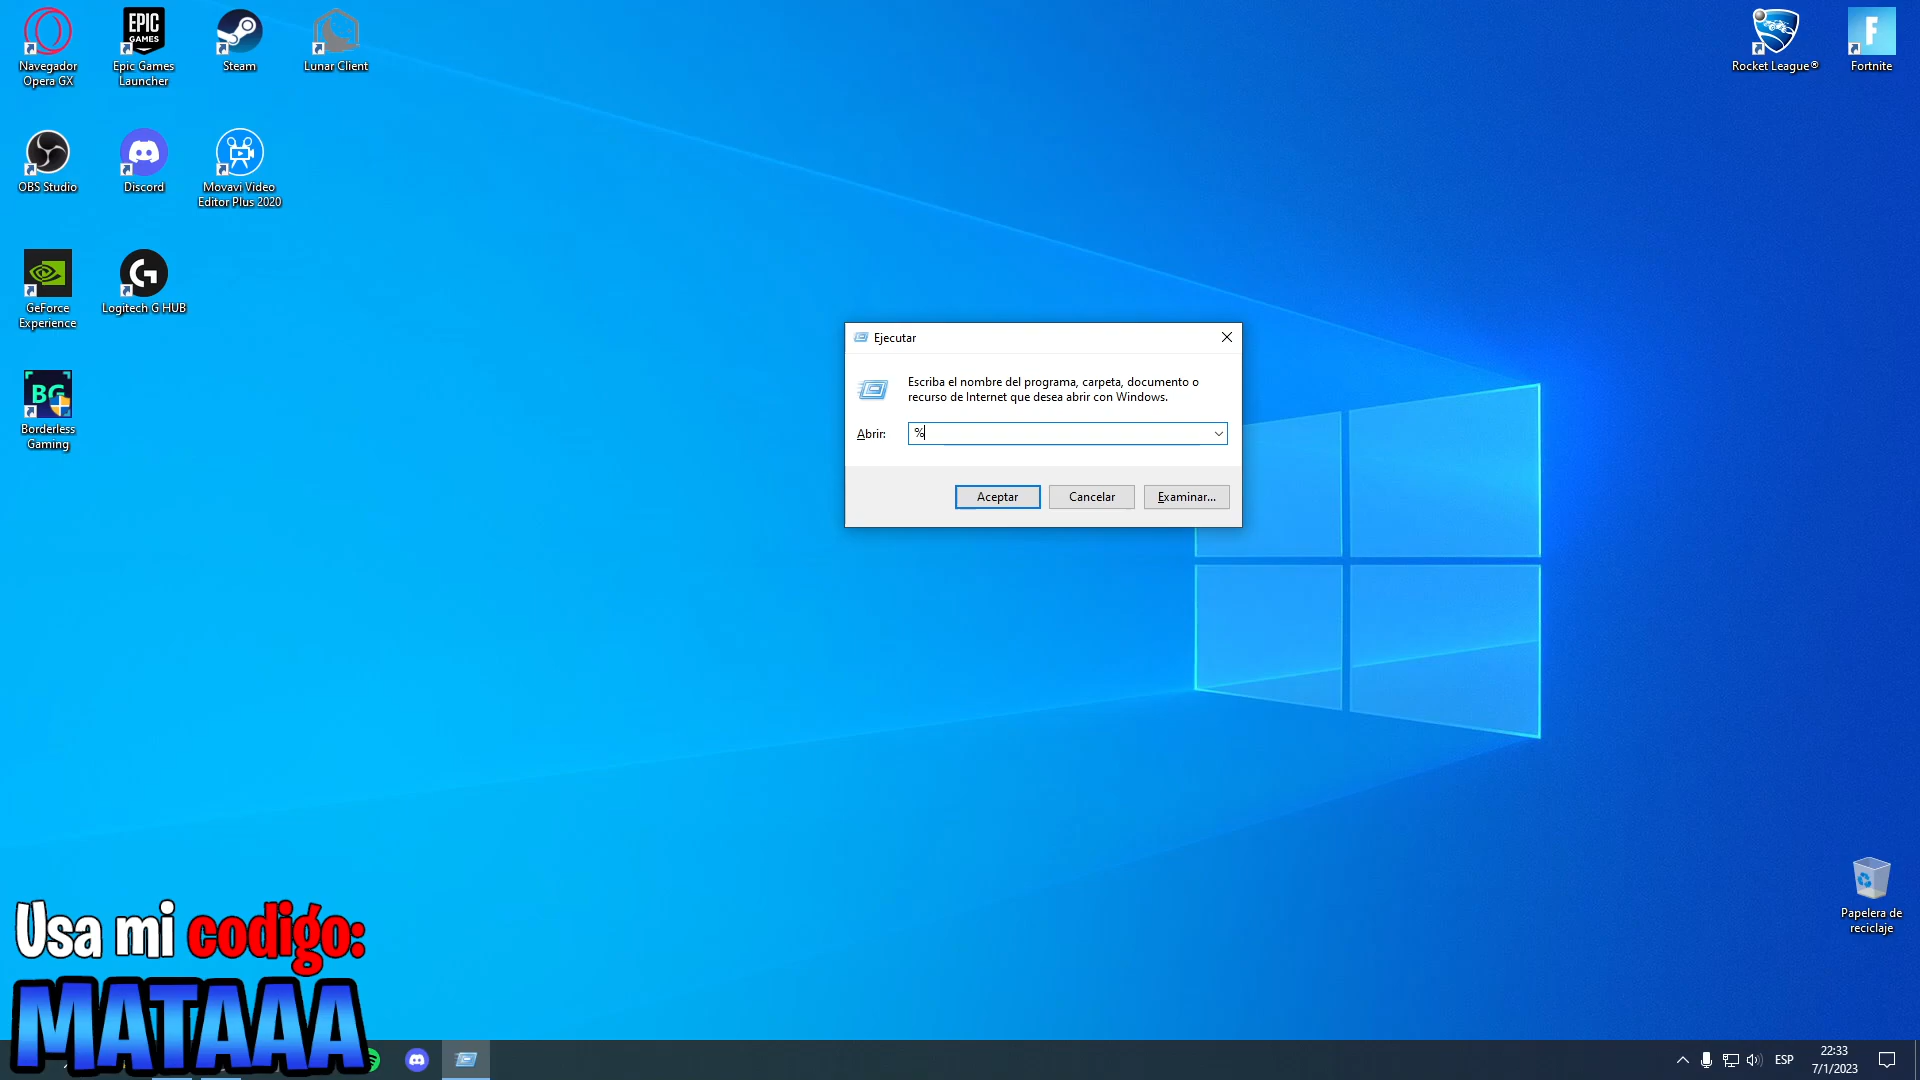 Navegador
Opera GX
EPIC
GAMES
Epic Games
Launcher
Steam
Lunar Client
Rocket League®
F
Fortnite
OBS Studio
Discord
Movavi Video
Editor Plus 2020
GeForce
Experience
G
Logitech G HUB
BG
Borderless
Gaming
Ejecutar
Escriba el nombre del programa, carpeta, documento o
recurso de Internet que desea abrir con Windows.
Abrir:
%
Aceptar
Cancelar
Examinar...
Papelera de
reciclaje
Usa mi codigo:
MATAAA
ESP
22:33
7/1/2023